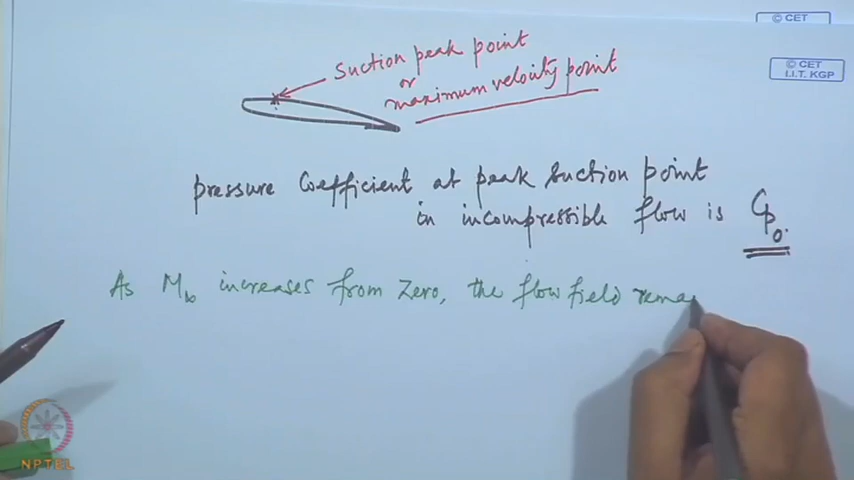 © CET
© CET
I.I.T. KGP
Suction peak point
or
maximum velocity point
pressure Coefficient at peak suction point
in incompressible flow is Cp₀.
As M∞ increases from zero, the flow field remai
NPTEL